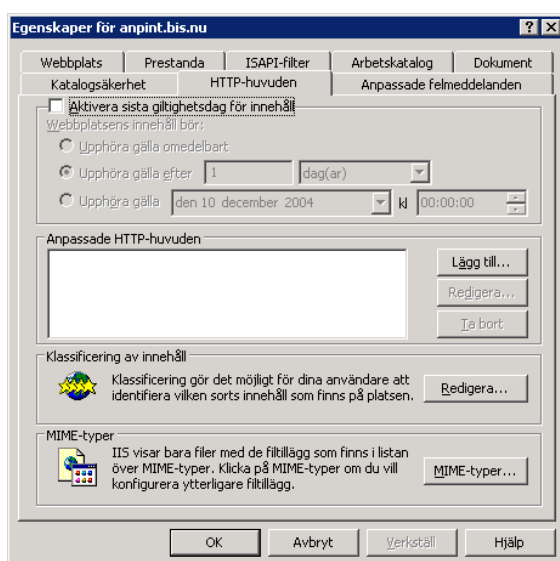 Egenskaper för anpint.bis.nu
Webbplats Prestanda ISAPI-filter Arbetskatalog Dokument
Katalogsäkerhet HTTP-huvuden Anpassade felmeddelanden
Aktivera sista giltighetsdag för innehåll
Webbplatsens innehåll bör:
Upphöra gälla omedelbart
Upphöra gälla efter 1 dag(ar)
Upphöra gälla den 10 december 2004 kl 00:00:00
Anpassade HTTP-huvuden
Lägg till...
Redigera...
Ta bort
Klassificering av innehåll
Klassificering gör det möjligt för dina användare att
identifiera vilken sorts innehåll som finns på platsen.
Redigera...
MIME-typer
IIS visar bara filer med de filtillägg som finns i listan
över MIME-typer. Klicka på MIME-typer om du vill
konfigurera ytterligare filtillägg.
MIME-typer...
OK Avbryt Verkställ Hjälp